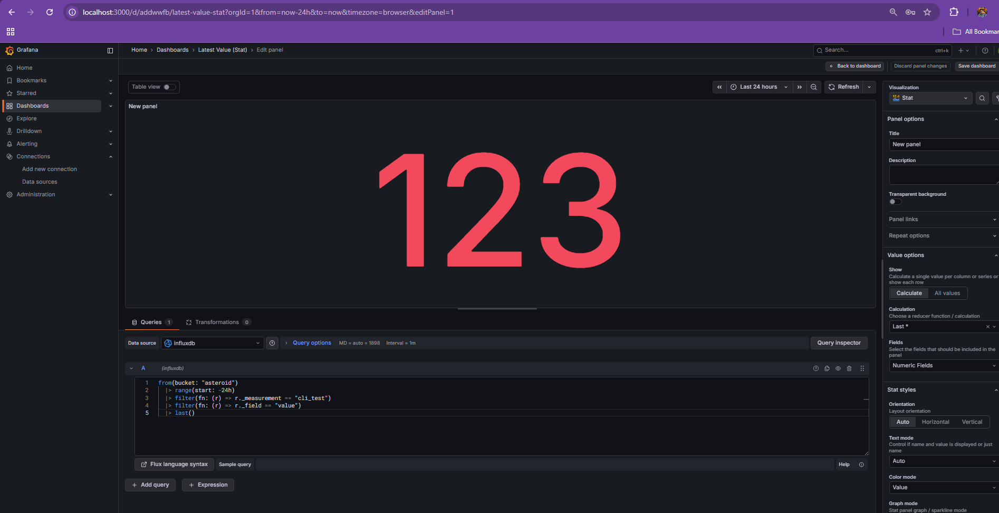 localhost:3000/d/addwwfb/latest-value-stat?orgId=1&from=now-24h&to=now&timezone=browser&editPanel=1
All Bookmar
Grafana
Home › Dashboards › Latest Value (Stat) › Edit panel
Search...
ctrl+k
Back to dashboard
Discard panel changes
Save dashboard
Home
Bookmarks
Starred
Dashboards
Explore
Drilldown
Alerting
Connections
Add new connection
Data sources
Administration
Table view
Last 24 hours
Refresh
New panel
123
Queries 1
Transformations 0
Data source
influxdb
Query options MD = auto = 1898 Interval = 1m
Query inspector
A (influxdb)
1 from(bucket: "asteroid")
2 |> range(start: -24h)
3 |> filter(fn: (r) => r._measurement == "cli_test")
4 |> filter(fn: (r) => r._field == "value")
5 |> last()
Flux language syntax
Sample query
Help
+ Add query
+ Expression
Visualization
12.4
Stat
Panel options
Title
New panel
Description
Transparent background
Panel links
Repeat options
Value options
Show
Calculate a single value per column or series or
show each row
Calculate All values
Calculation
Choose a reducer function / calculation
Last *
Fields
Select the fields that should be included in the
panel
Numeric Fields
Stat styles
Orientation
Layout orientation
Auto Horizontal Vertical
Text mode
Control if name and value is displayed or just
name
Auto
Color mode
Value
Graph mode
Stat panel graph / sparkline mode